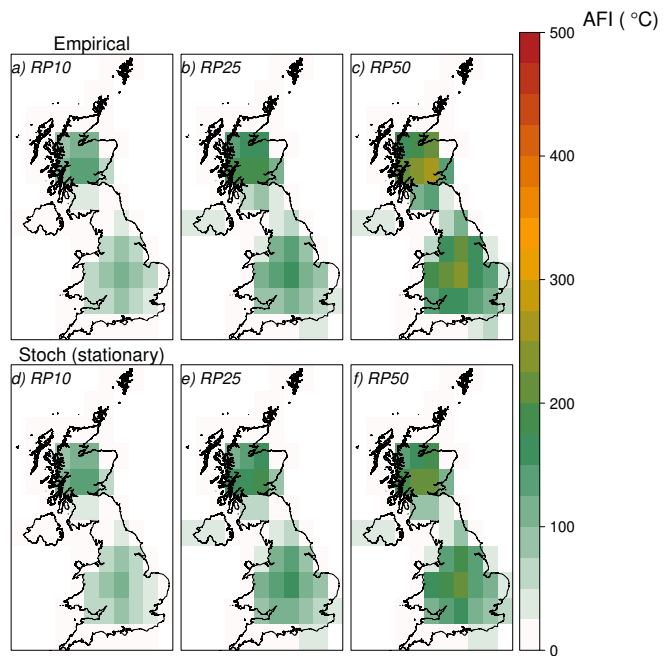 AFI ( °C)
Empirical
a) RP10
b) RP25
c) RP50
Stoch (stationary)
d) RP10
e) RP25
f) RP50
500
400
300
200
100
0